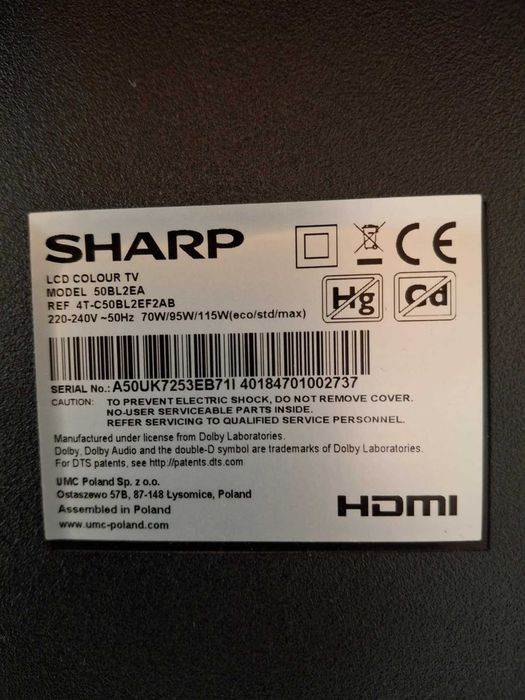 SHARP
CE
LCD COLOUR TV
MODEL 50BL2EA
REF 4T-C50BL2EF2AB
220-240V ~50Hz 70W/95W/115W(eco/std/max)
Hg Cd
SERIAL No.: A50UK7253EB71I 40184701002737
CAUTION: TO PREVENT ELECTRIC SHOCK, DO NOT REMOVE COVER.
NO-USER SERVICEABLE PARTS INSIDE.
REFER SERVICING TO QUALIFIED SERVICE PERSONNEL.
Manufactured under license from Dolby Laboratories.
Dolby, Dolby Audio and the double-D symbol are trademarks of Dolby Laboratories.
For DTS patents, see http://patents.dts.com
UMC Poland Sp. z o.o.
Ostaszewo 57B, 87-148 Łysomice, Poland
Assembled in Poland
www.umc-poland.com
HDMI